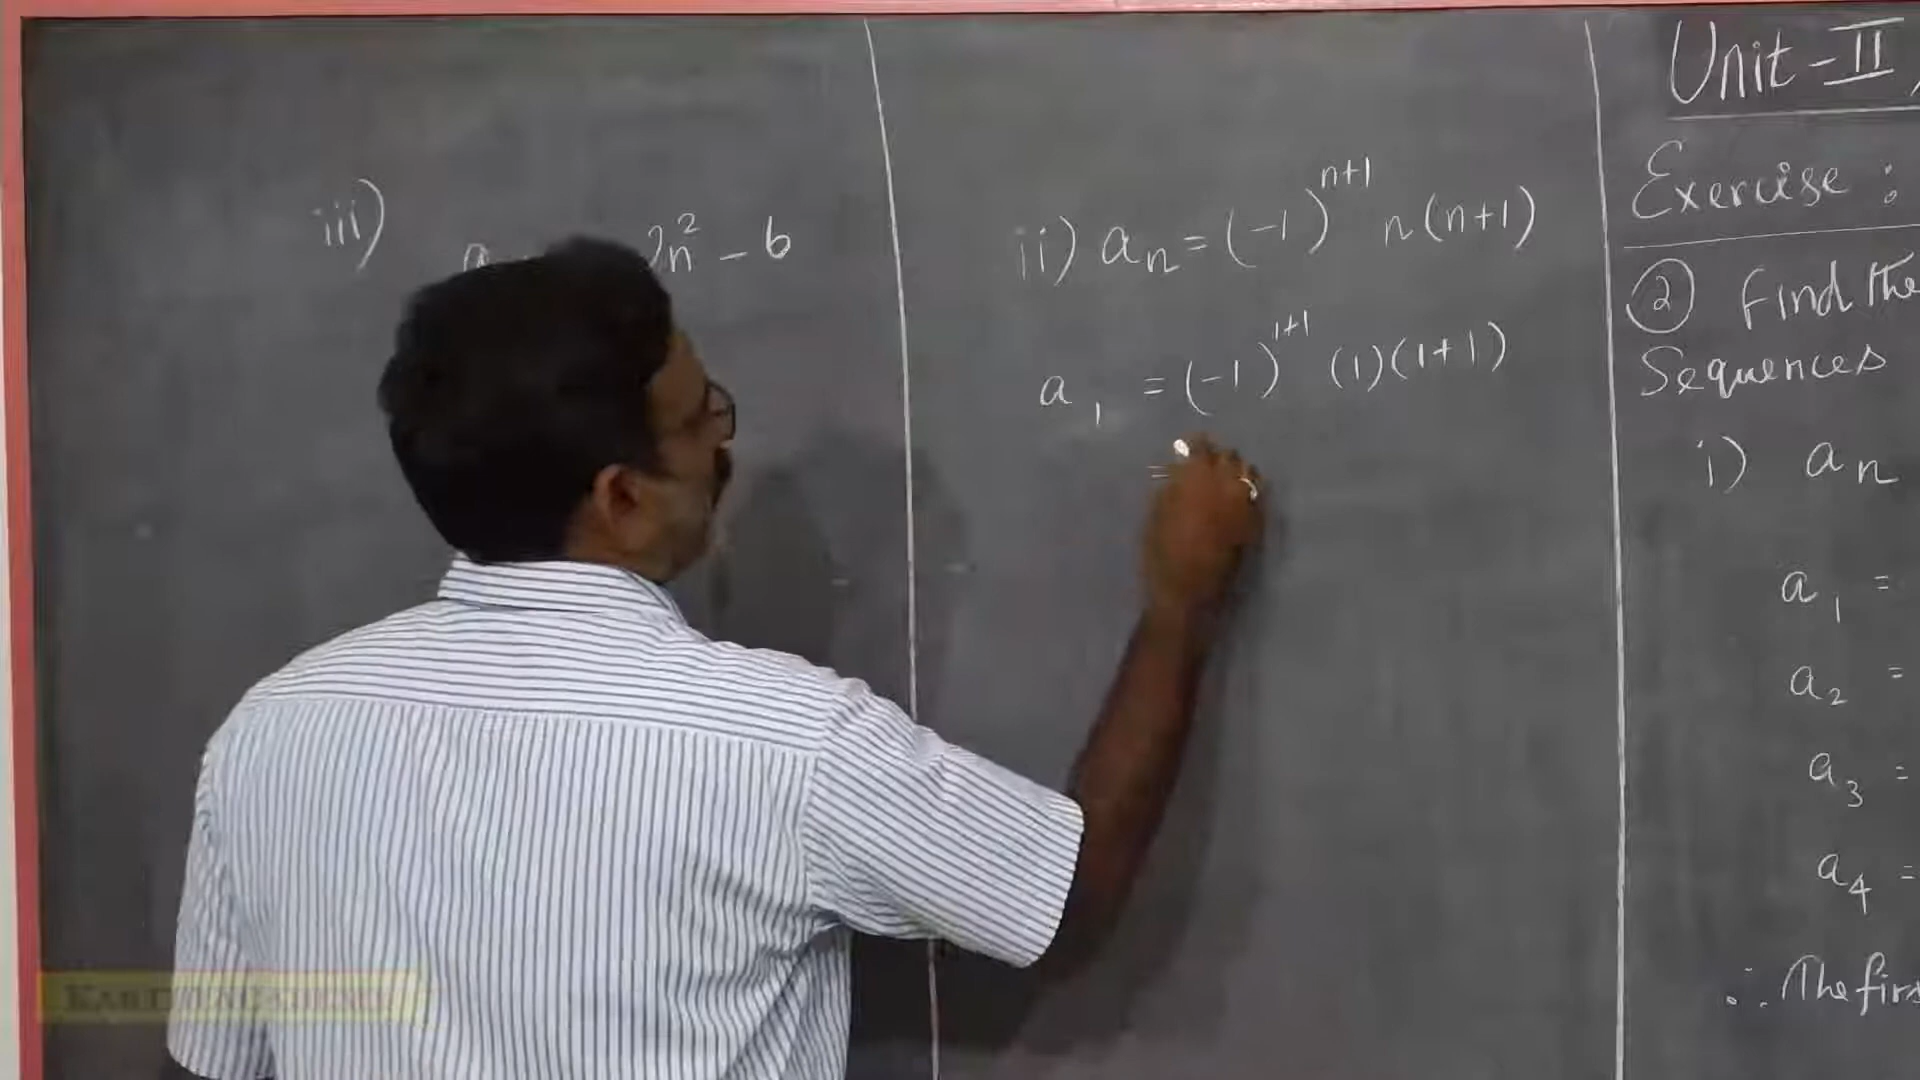 iii)
2n² - 6
ii) aₙ = (-1)ⁿ⁺¹ n(n+1)
a₁ = (-1)¹⁺¹ (1)(1+1)
=
Unit-II
Exercise :
② Find the
Sequences
i) aₙ
a₁ =
a₂ =
a₃ =
a₄ =
∴ The firs